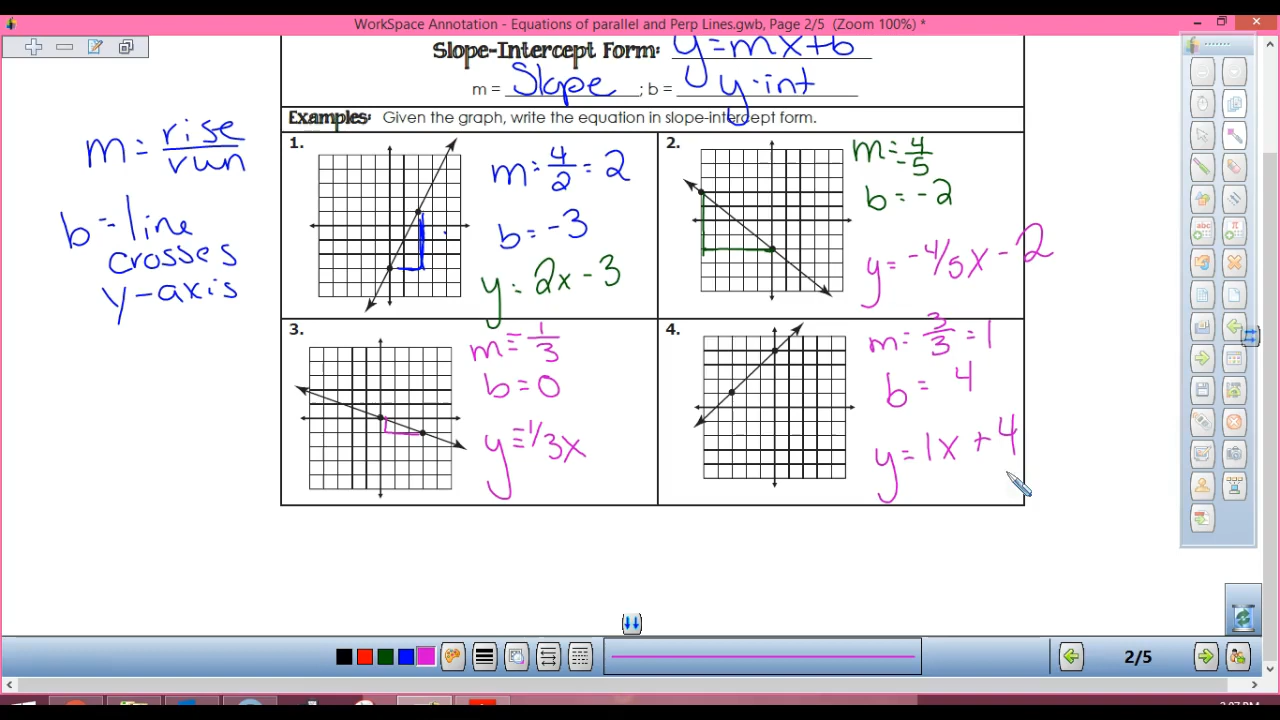 WorkSpace Annotation - Equations of parallel and Perp Lines.gwb, Page 2/5 (Zoom 100%) *
Slope-Intercept Form: y=mx+b
m = Slope ; b = y-int
Examples: Given the graph, write the equation in slope-intercept form.
m = rise/run
b = line
crosses
y-axis
1.
m = 4/2 = 2
b = -3
y = 2x - 3
2.
m = 4/-5
b = -2
y = -4/5x - 2
3.
m = 1/3
b = 0
y = 1/3x
4.
m = 3/3 = 1
b = 4
y = 1x + 4
abc
2/5